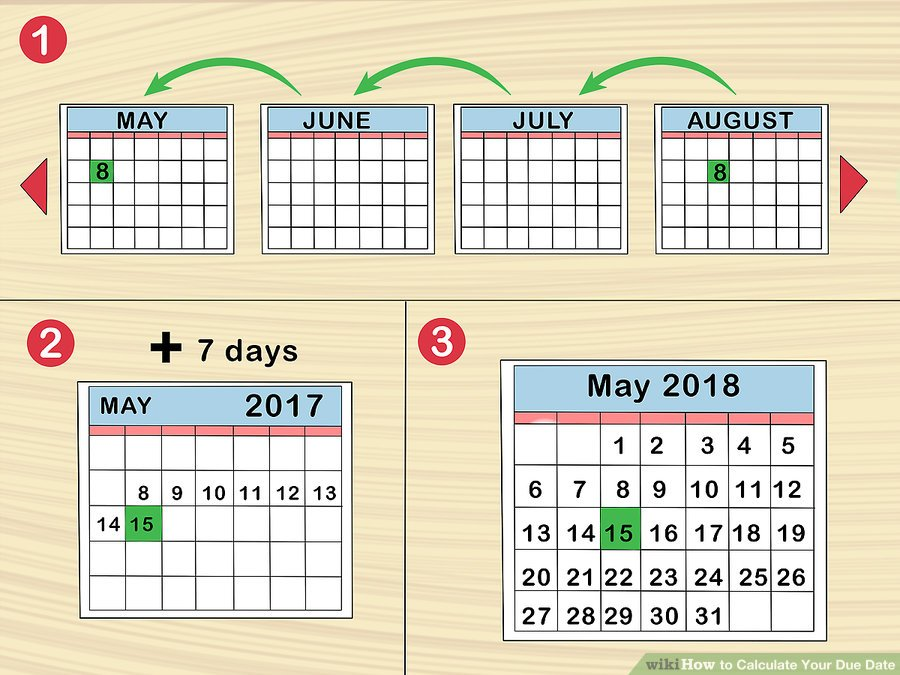 1
MAY JUNE JULY AUGUST
8 8
2
+ 7 days
MAY 2017
8 9 10 11 12 13
14 15
3
May 2018
1 2 3 4 5
6 7 8 9 10 11 12
13 14 15 16 17 18 19
20 21 22 23 24 25 26
27 28 29 30 31
wikiHow to Calculate Your Due Date